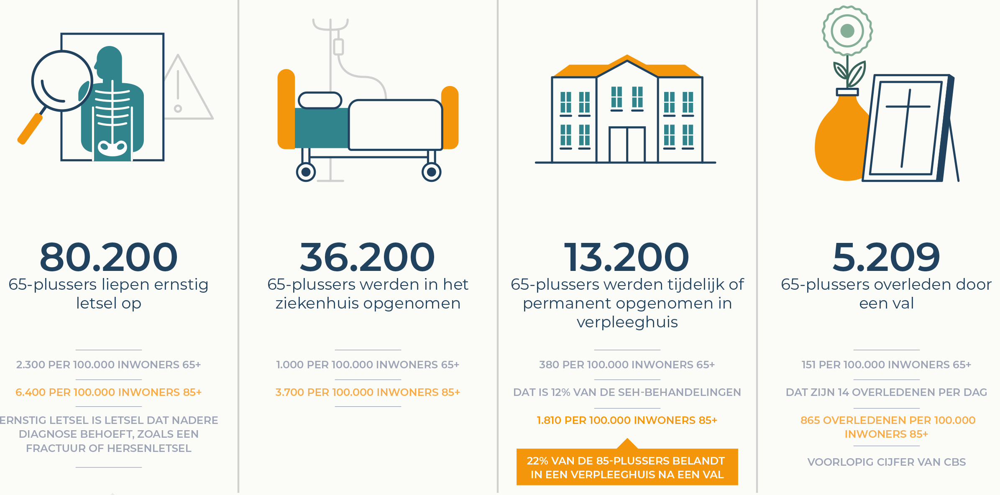 80.200
65-plussers liepen ernstig
letsel op
2.300 PER 100.000 INWONERS 65+
6.400 PER 100.000 INWONERS 85+
ERNSTIG LETSEL IS LETSEL DAT NADERE
DIAGNOSE BEHOEFT, ZOALS EEN
FRACTUUR OF HERSENLETSEL
36.200
65-plussers werden in het
ziekenhuis opgenomen
1.000 PER 100.000 INWONERS 65+
3.700 PER 100.000 INWONERS 85+
13.200
65-plussers werden tijdelijk of
permanent opgenomen in
verpleeghuis
380 PER 100.000 INWONERS 65+
DAT IS 12% VAN DE SEH-BEHANDELINGEN
1.810 PER 100.000 INWONERS 85+
22% VAN DE 85-PLUSSERS BELANDT
IN EEN VERPLEEGHUIS NA EEN VAL
5.209
65-plussers overleden door
een val
151 PER 100.000 INWONERS 65+
DAT ZIJN 14 OVERLEDENEN PER DAG
865 OVERLEDENEN PER 100.000
INWONERS 85+
VOORLOPIG CIJFER VAN CBS